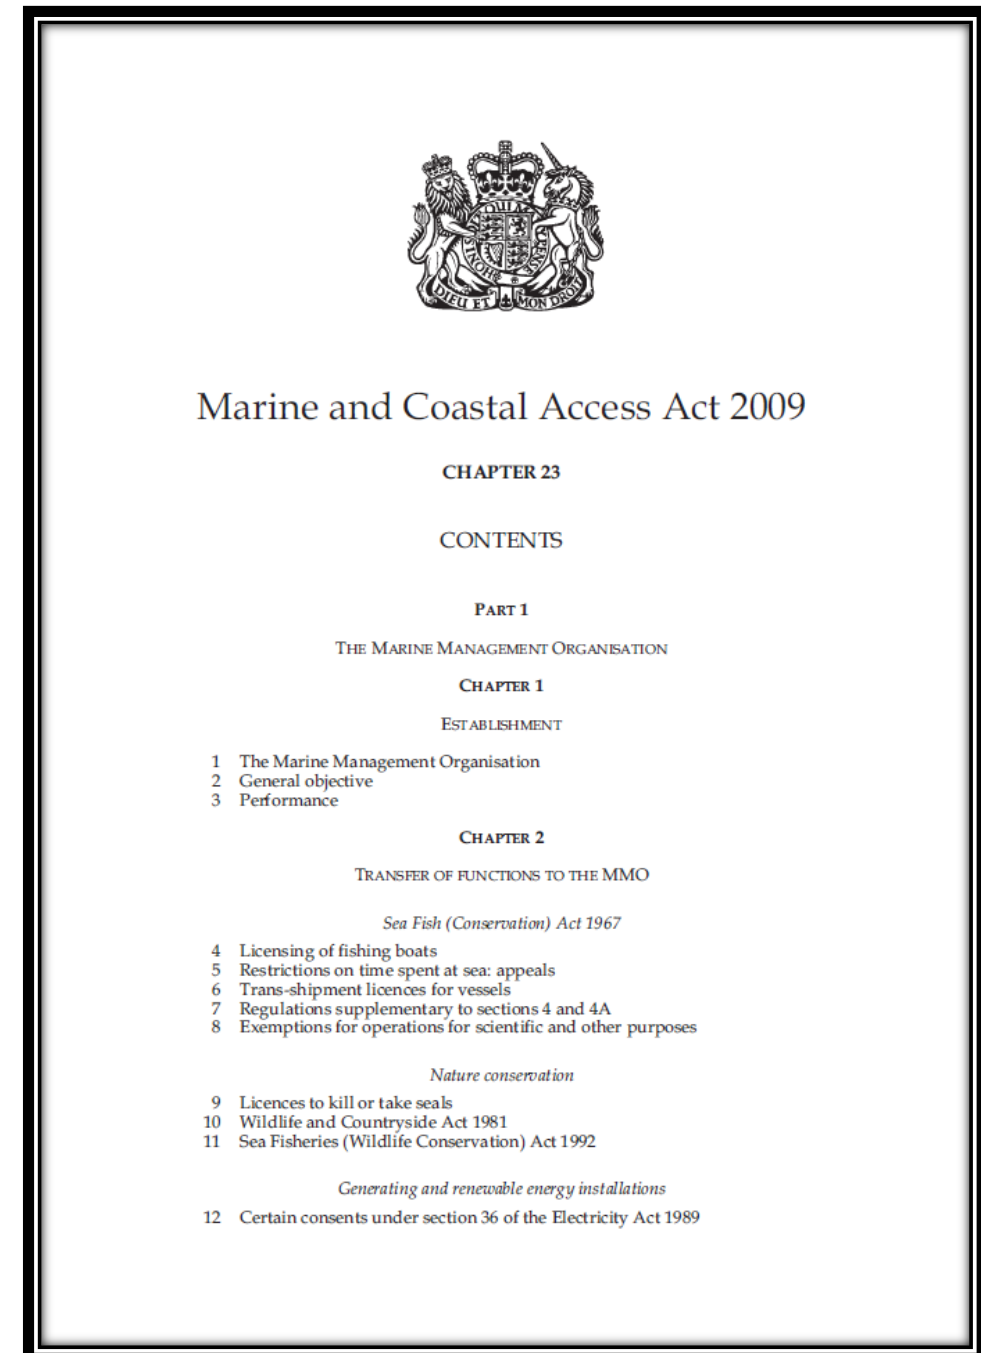 QUI M
Y PENSE
HONI S
DIEU ET MON DROIT
Marine and Coastal Access Act 2009
CHAPTER 23
CONTENTS
PART 1
THE MARINE MANAGEMENT ORGANISATION
CHAPTER 1
ESTABLISHMENT
1 The Marine Management Organisation
2 General objective
3 Performance
CHAPTER 2
TRANSFER OF FUNCTIONS TO THE MMO
Sea Fish (Conservation) Act 1967
4 Licensing of fishing boats
5 Restrictions on time spent at sea: appeals
6 Trans-shipment licences for vessels
7 Regulations supplementary to sections 4 and 4A
8 Exemptions for operations for scientific and other purposes
Nature conservation
9 Licences to kill or take seals
10 Wildlife and Countryside Act 1981
11 Sea Fisheries (Wildlife Conservation) Act 1992
Generating and renewable energy installations
12 Certain consents under section 36 of the Electricity Act 1989